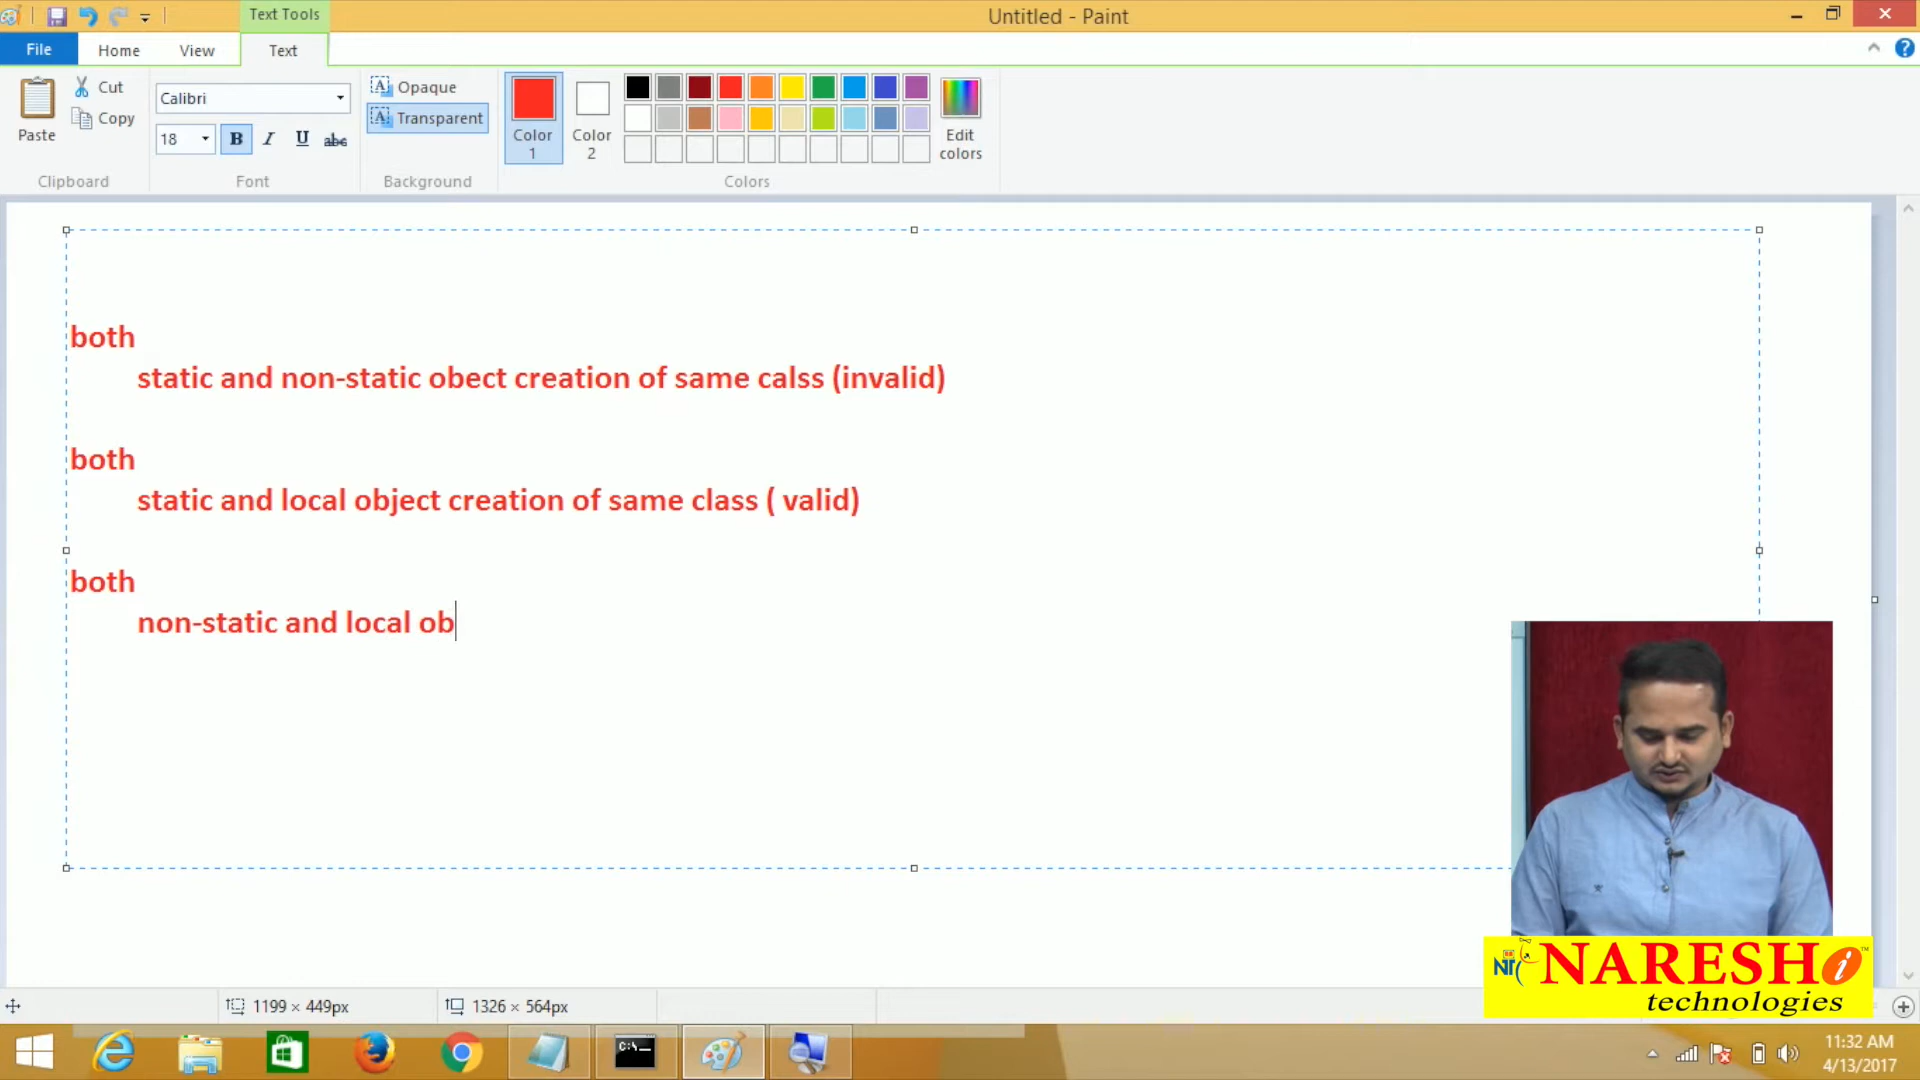 Text Tools
Untitled - Paint
File
Home
View
Text
Paste
Cut
Copy
Clipboard
Calibri
18
B
I
U
abc
Font
Opaque
Transparent
Background
Color
1
Color
2
Edit
colors
Colors
both
static and non-static obect creation of same calss (invalid)
both
static and local object creation of same class ( valid)
both
non-static and local ob
NARESH i
technologies
1199 × 449px
1326 × 564px
11:32 AM
4/13/2017